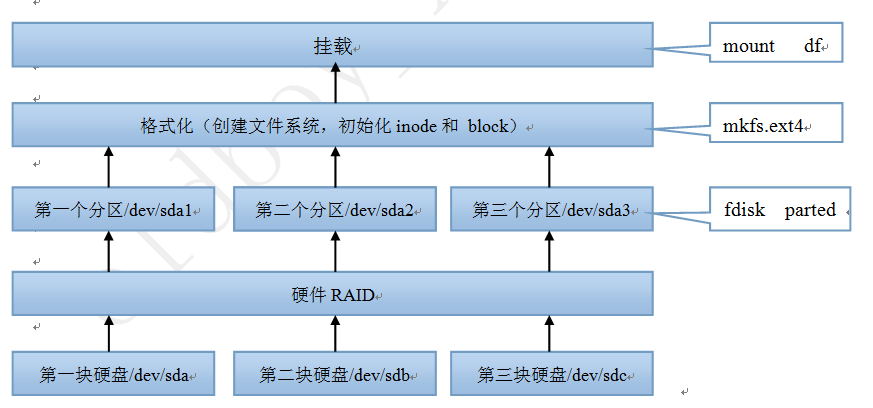 挂载
mount df
格式化（创建文件系统，初始化 inode 和 block）
mkfs.ext4
第一个分区/dev/sda1
第二个分区/dev/sda2
第三个分区/dev/sda3
fdisk parted
硬件 RAID
第一块硬盘/dev/sda
第二块硬盘/dev/sdb
第三块硬盘/dev/sdc